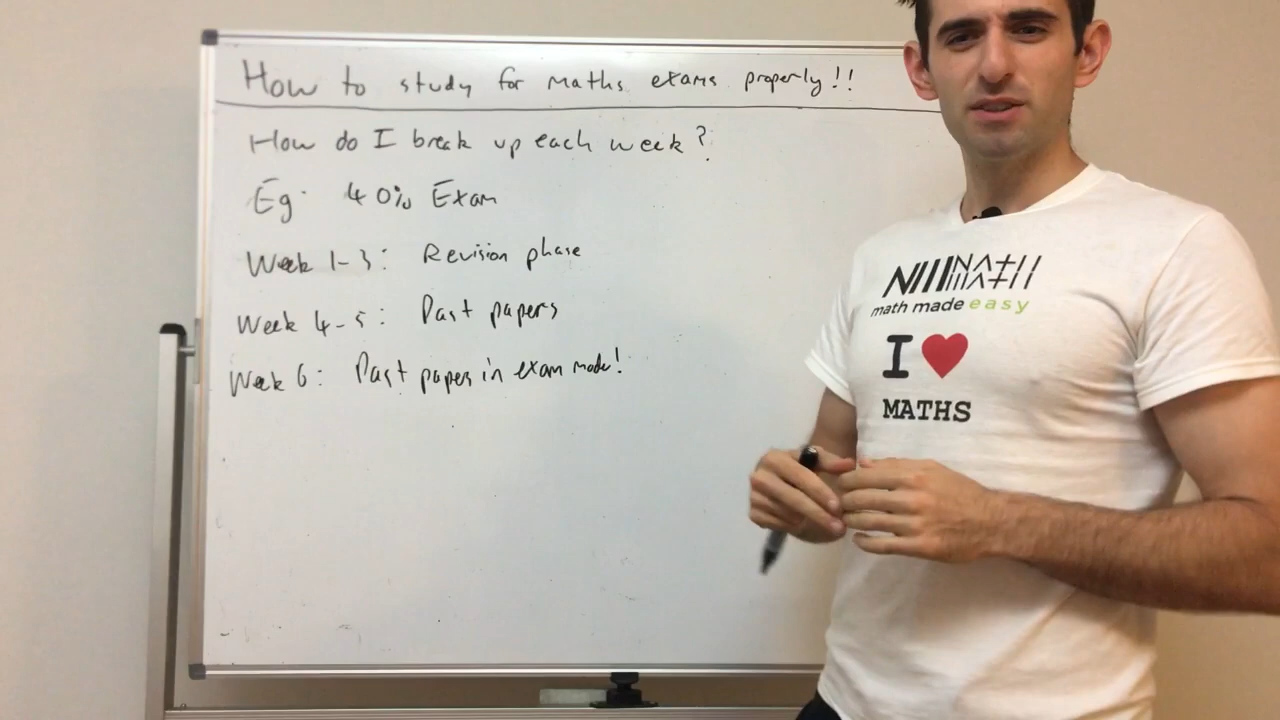 How to study for maths exams properly!!
How do I break up each week?
Eg. 40% Exam
Week 1-3: Revision phase
Week 4-5: Past papers
Week 6: Past papers in exam mode!
math made easy
I
MATHS